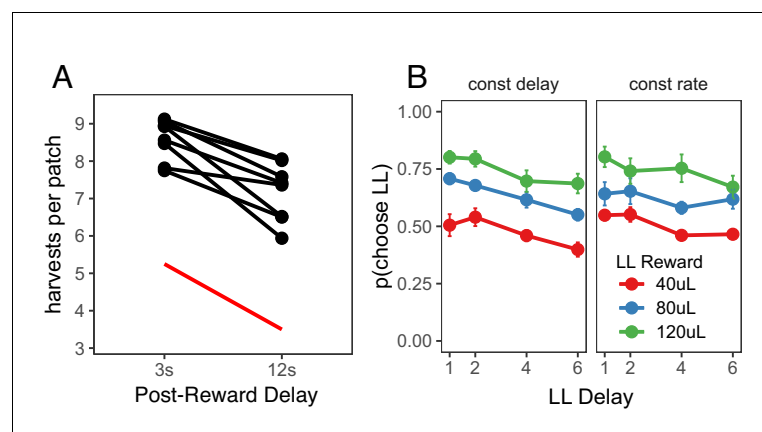 A
harvests per patch
9
8
7
6
5
4
3
3s
12s
Post-Reward Delay
B
const delay
const rate
p(choose LL)
1.00
0.75
0.50
0.25
0.00
LL Reward
40uL
80uL
120uL
1 2 4 6
1 2 4 6
LL Delay